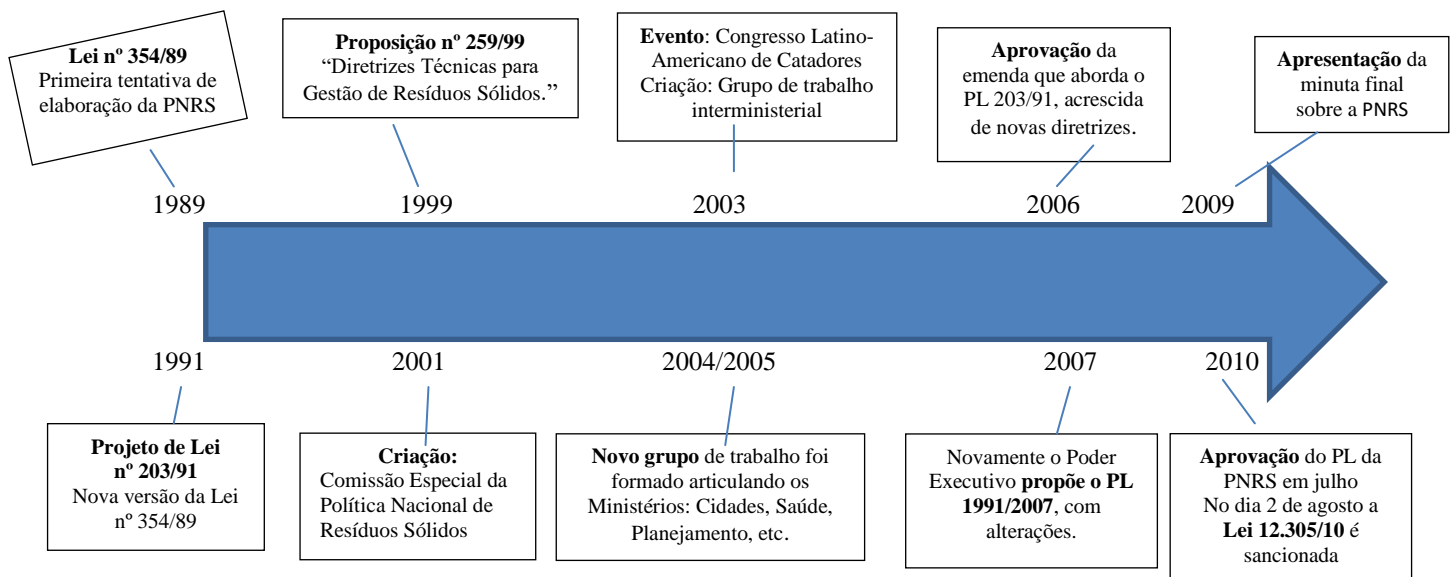 Lei nº 354/89
Primeira tentativa de
elaboração da PNRS
Proposição nº 259/99
“Diretrizes Técnicas para
Gestão de Resíduos Sólidos.”
Evento: Congresso Latino-
Americano de Catadores
Criação: Grupo de trabalho
interministerial
Aprovação da
emenda que aborda o
PL 203/91, acrescida
de novas diretrizes.
Apresentação da
minuta final
sobre a PNRS
1989
1999
2003
2006
2009
1991
2001
2004/2005
2007
2010
Projeto de Lei
nº 203/91
Nova versão da Lei
nº 354/89
Criação:
Comissão Especial da
Política Nacional de
Resíduos Sólidos
Novo grupo de trabalho foi
formado articulando os
Ministérios: Cidades, Saúde,
Planejamento, etc.
Novamente o Poder
Executivo propõe o PL
1991/2007, com
alterações.
Aprovação do PL da
PNRS em julho
No dia 2 de agosto a
Lei 12.305/10 é
sancionada